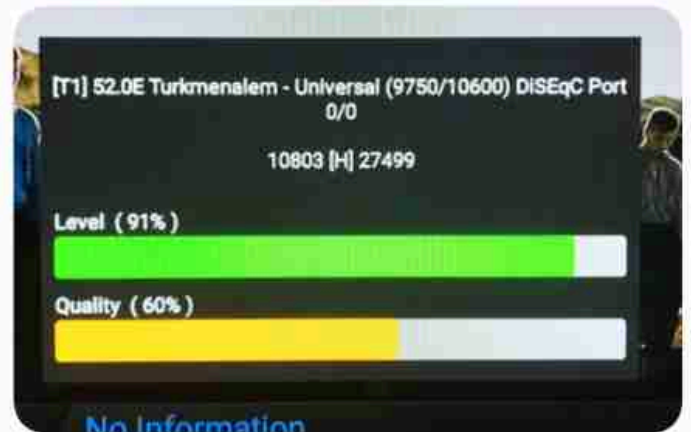 [T1] 52.0E Turkmenalem - Universal (9750/10600) DiSEqC Port
0/0
10803 [H] 27499
Level ( 91% )
Quality ( 60% )
No Information